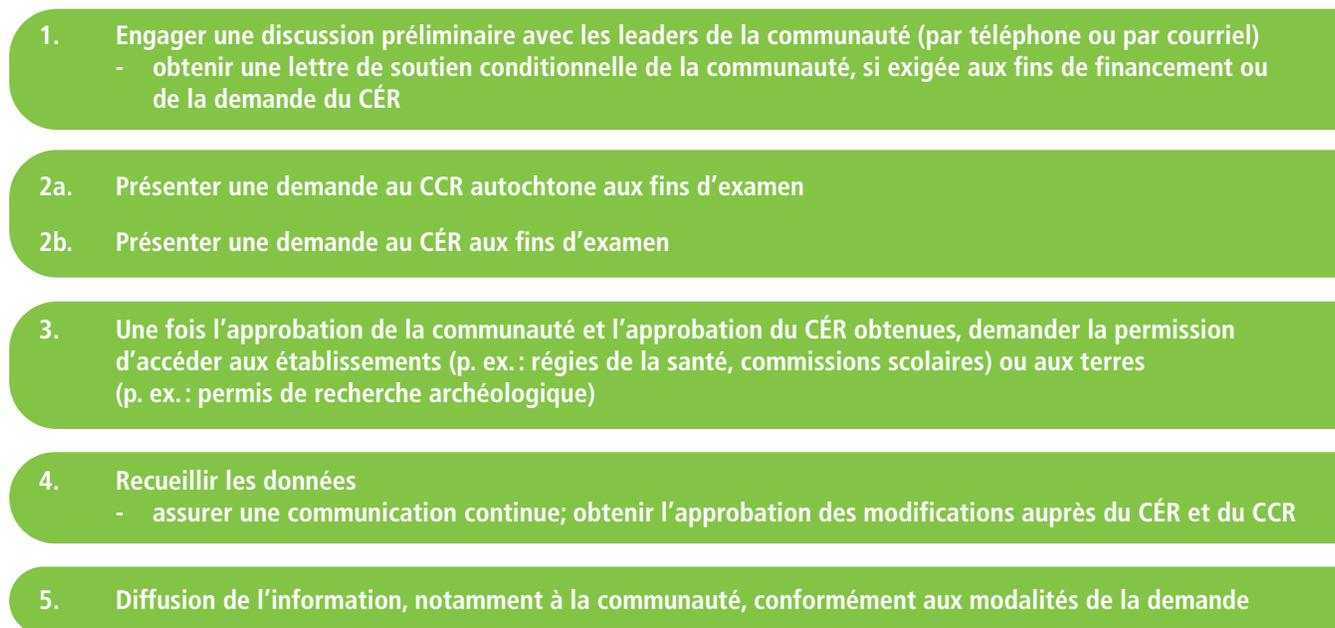 1. Engager une discussion préliminaire avec les leaders de la communauté (par téléphone ou par courriel)
- obtenir une lettre de soutien conditionnelle de la communauté, si exigée aux fins de financement ou
de la demande du CÉR
2a. Présenter une demande au CCR autochtone aux fins d’examen
2b. Présenter une demande au CÉR aux fins d’examen
3. Une fois l’approbation de la communauté et l’approbation du CÉR obtenues, demander la permission
d’accéder aux établissements (p. ex. : régies de la santé, commissions scolaires) ou aux terres
(p. ex. : permis de recherche archéologique)
4. Recueillir les données
- assurer une communication continue; obtenir l’approbation des modifications auprès du CÉR et du CCR
5. Diffusion de l’information, notamment à la communauté, conformément aux modalités de la demande